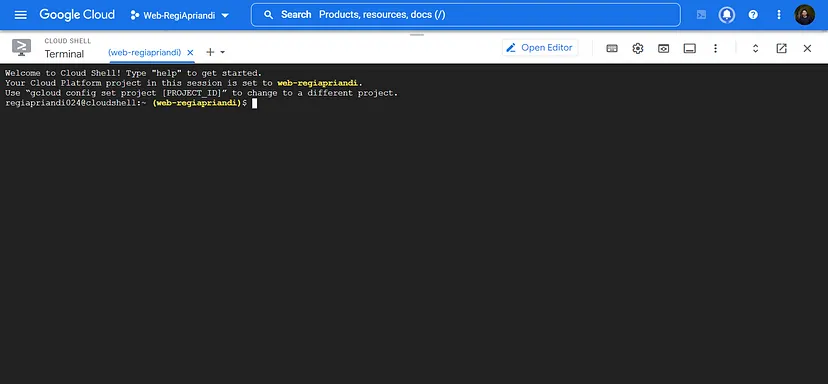 Google Cloud
Web-RegiApriandi
Search Products, resources, docs (/)
CLOUD SHELL
Terminal
(web-regiapriandi)
Open Editor
Welcome to Cloud Shell! Type "help" to get started.
Your Cloud Platform project in this session is set to web-regiapriandi.
Use “gcloud config set project [PROJECT_ID]” to change to a different project.
regiapriandi024@cloudshell:~ (web-regiapriandi)$